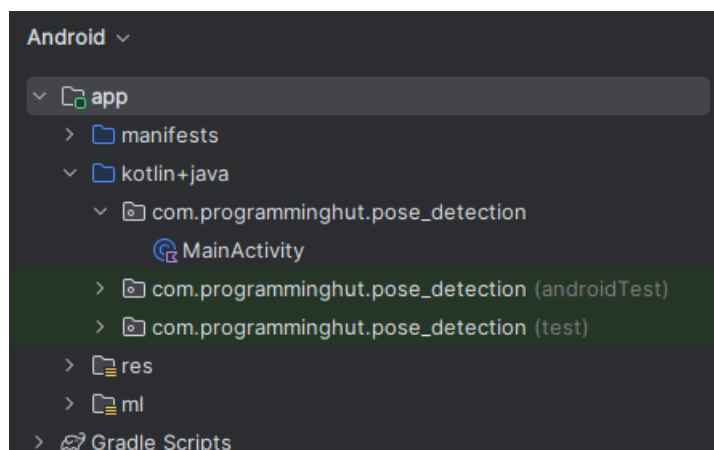 Android
app
manifests
kotlin+java
com.programminghut.pose_detection
MainActivity
com.programminghut.pose_detection (androidTest)
com.programminghut.pose_detection (test)
res
ml
Gradle Scripts